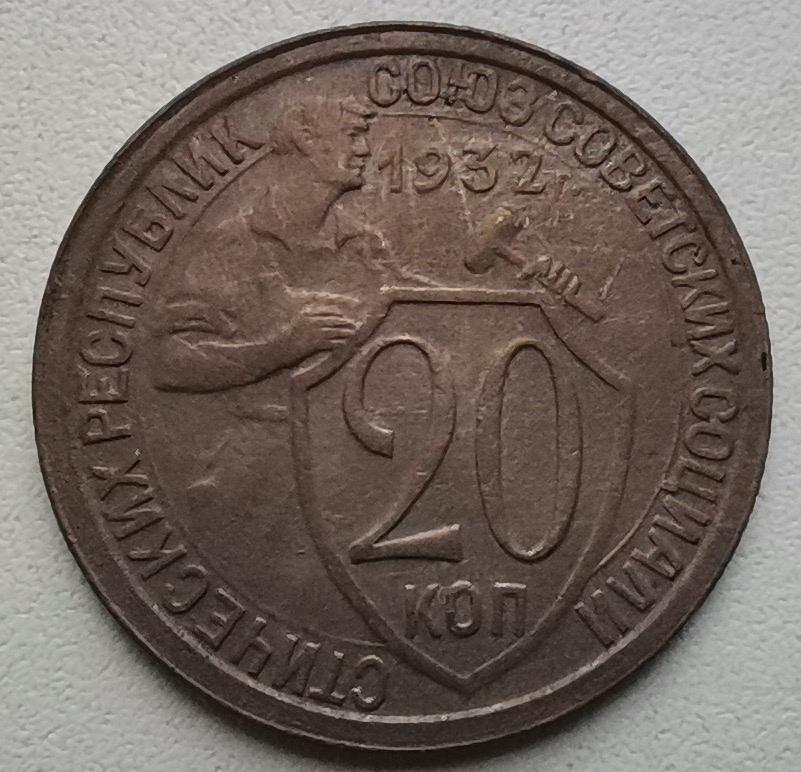 СОЮЗ СОВЕТСКИХ СОЦИАЛИСТИЧЕСКИХ РЕСПУБЛИК
1932
20
КОП